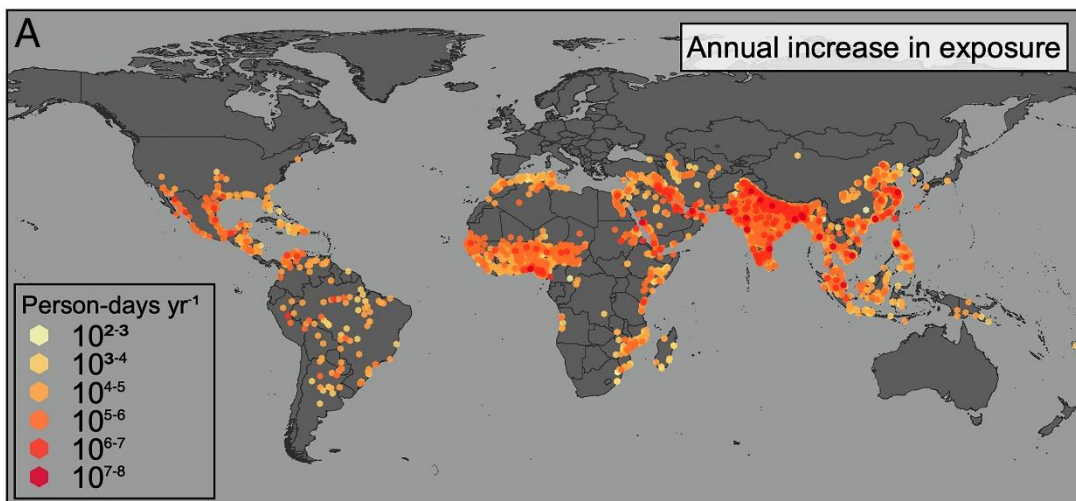 A
Annual increase in exposure
Person-days yr⁻¹
10²⁻³
10³⁻⁴
10⁴⁻⁵
10⁵⁻⁶
10⁶⁻⁷
10⁷⁻⁸